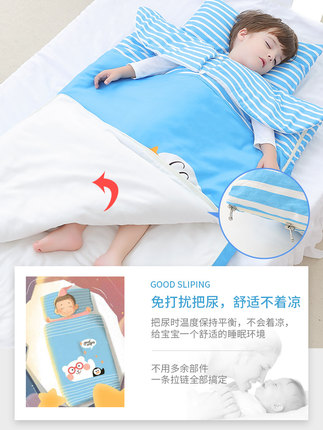 GOOD SLIPING
免打扰把尿，舒适不着凉
把尿时温度保持平衡，不会着凉，
给宝宝一个舒适的睡眠环境
不用多余部件
一条拉链全部搞定